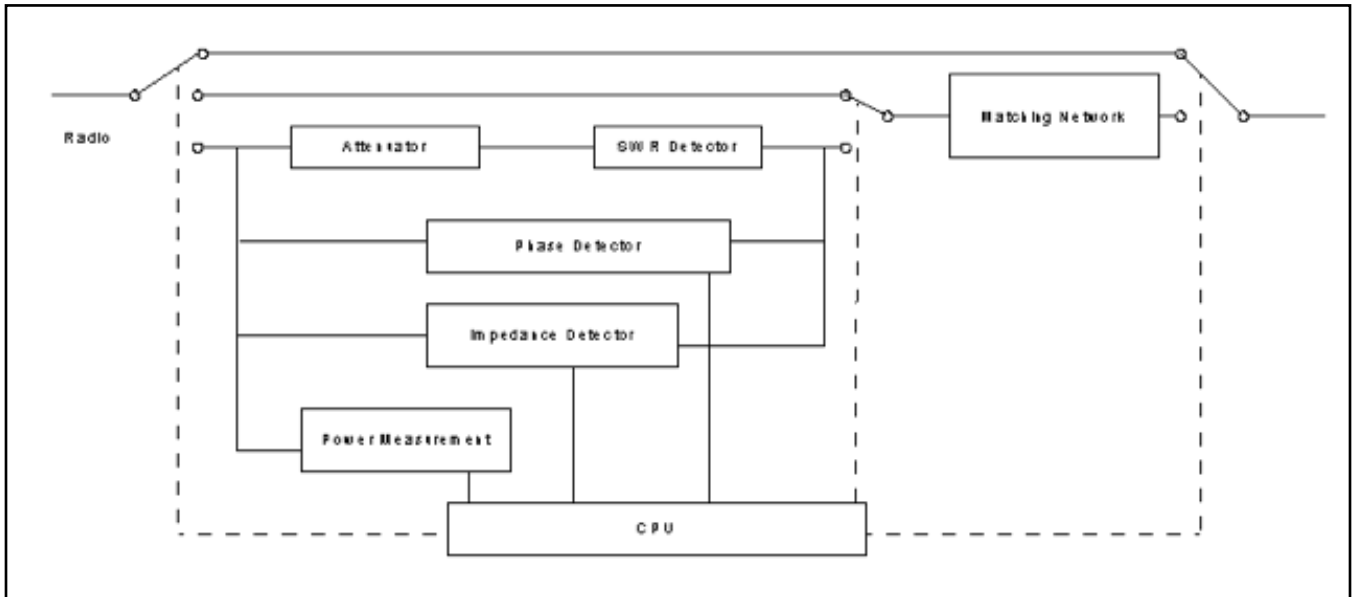 Radio
Attenuator
SWR Detector
Matching Network
Phase Detector
Impedance Detector
Power Measurement
CPU